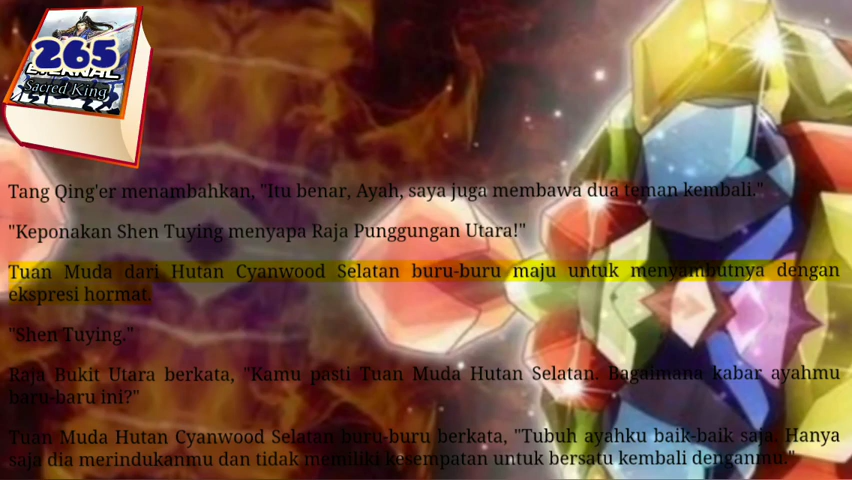 265
ETERNAL
Sacred King
Tang Qing'er menambahkan, "Itu benar, Ayah, saya juga membawa dua teman kembali."
"Keponakan Shen Tuying menyapa Raja Punggungan Utara!"
Tuan Muda dari Hutan Cyanwood Selatan buru-buru maju untuk menyambutnya dengan
ekspresi hormat.
"Shen Tuying."
Raja Bukit Utara berkata, "Kamu pasti Tuan Muda Hutan Selatan. Bagaimana kabar ayahmu
baru-baru ini?"
Tuan Muda Hutan Cyanwood Selatan buru-buru berkata, "Tubuh ayahku baik-baik saja. Hanya
saja dia merindukanmu dan tidak memiliki kesempatan untuk bersatu kembali denganmu."